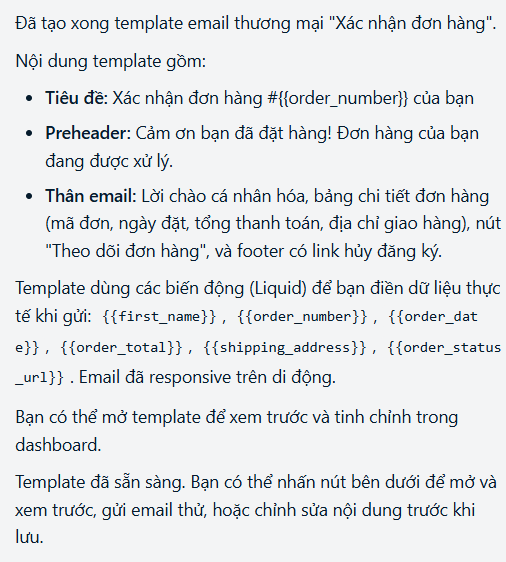 Đã tạo xong template email thương mại "Xác nhận đơn hàng".
Nội dung template gồm:
• Tiêu đề: Xác nhận đơn hàng #{{order_number}} của bạn
• Preheader: Cảm ơn bạn đã đặt hàng! Đơn hàng của bạn
đang được xử lý.
• Thân email: Lời chào cá nhân hóa, bảng chi tiết đơn hàng
(mã đơn, ngày đặt, tổng thanh toán, địa chỉ giao hàng), nút
"Theo dõi đơn hàng", và footer có link hủy đăng ký.
Template dùng các biến động (Liquid) để bạn điền dữ liệu thực
tế khi gửi: {{first_name}} , {{order_number}} , {{order_dat
e}} , {{order_total}} , {{shipping_address}} , {{order_status
_url}} . Email đã responsive trên di động.
Bạn có thể mở template để xem trước và tinh chỉnh trong
dashboard.
Template đã sẵn sàng. Bạn có thể nhấn nút bên dưới để mở và
xem trước, gửi email thử, hoặc chỉnh sửa nội dung trước khi
lưu.